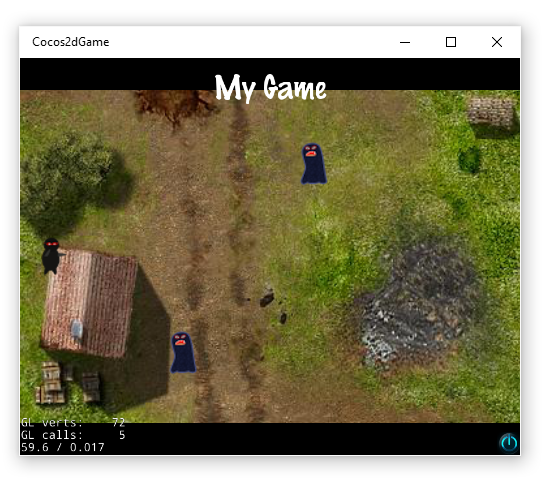 Cocos2dGame
My Game
GL verts: 72
GL calls: 5
59.6 / 0.017